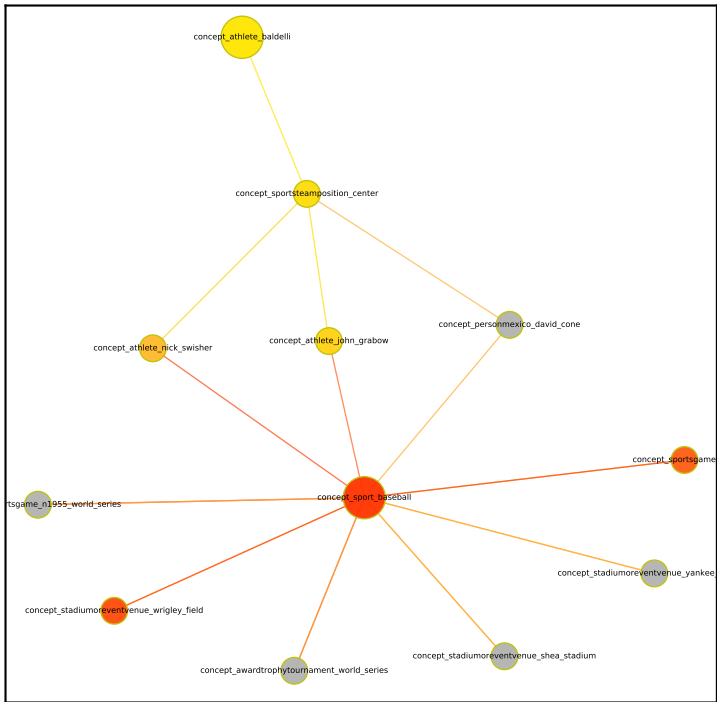 concept_athlete_baldelli
concept_sportsteamposition_center
concept_personmexico_david_cone
concept_athlete_john_grabow
concept_athlete_nick_swisher
concept_sportsgame
concept_sport_baseball
rtsgame_n1955_world_series
concept_stadiumoreventvenue_yankee_
concept_stadiumoreventvenue_wrigley_field
concept_stadiumoreventvenue_shea_stadium
concept_awardtrophytournament_world_series